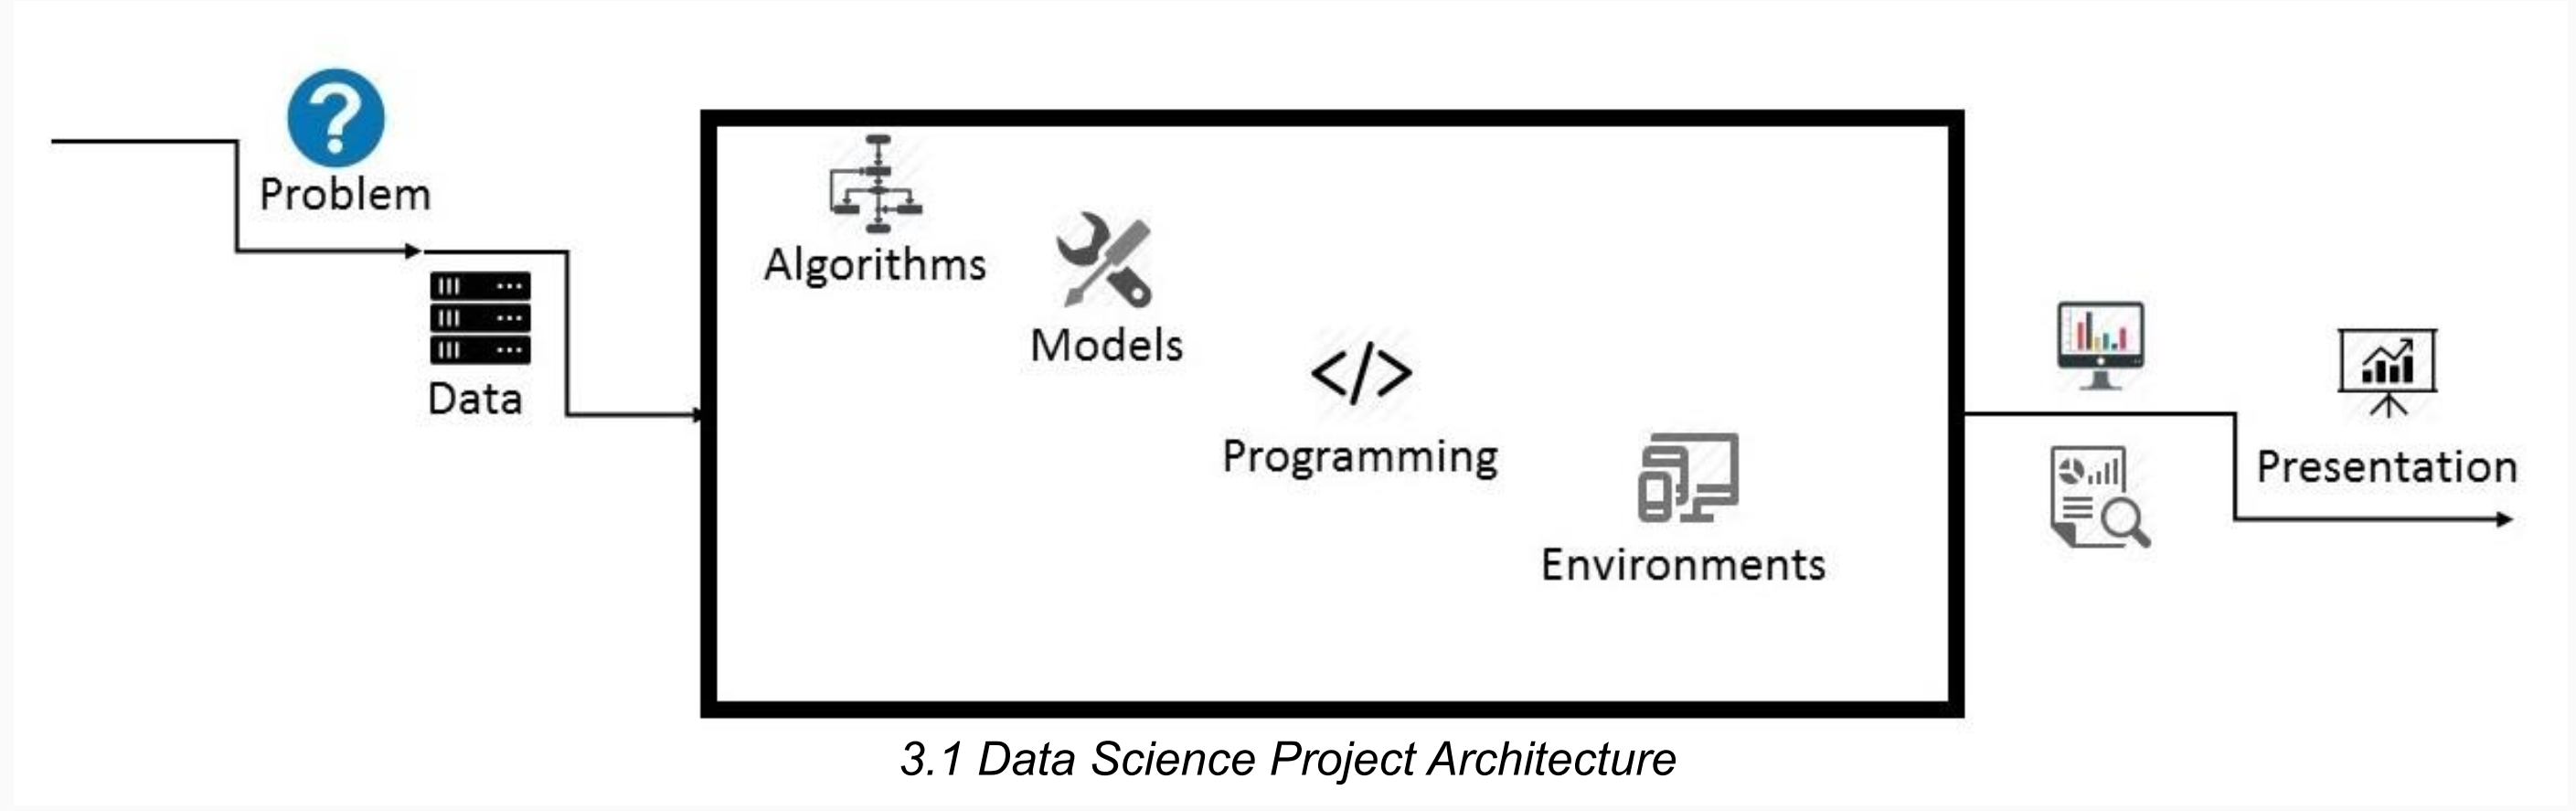 Problem
Data
Algorithms
Models
</>
Programming
Environments
Presentation
3.1 Data Science Project Architecture